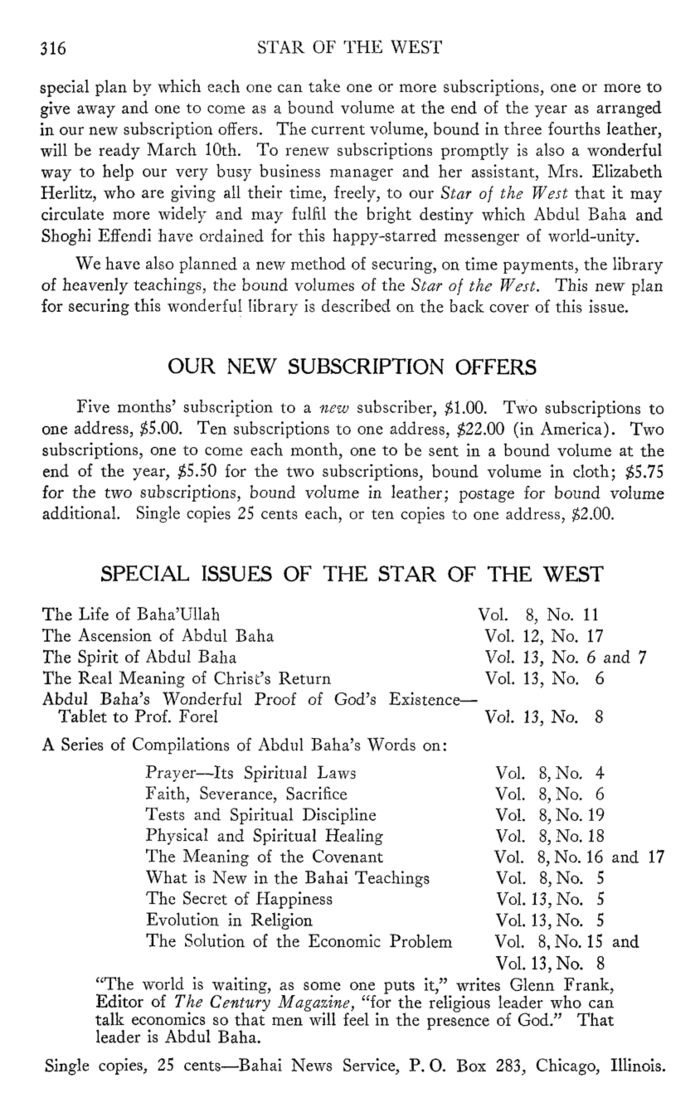 316 STAR OF THE WEST
special plan by which each one can take one or more subscriptions, one or more to
give away and one to come as a bound volume at the end of the year as arranged
in our new subscription offers. The current volume, bound in three fourths leather,
will be ready March 10th. To renew subscriptions promptly is also a wonderful
way to help our very busy business manager and her assistant, Mrs. Elizabeth
Herlitz, who are giving all their time, freely, to our Star of the West that it may
circulate more widely and may fulfil the bright destiny which Abdul Baha and
Shoghi Effendi have ordained for this happy-starred messenger of world-unity.
We have also planned a new method of securing, on time payments, the library
of heavenly teachings, the bound volumes of the Star of the West. This new plan
for securing this wonderful library is described on the back cover of this issue.
OUR NEW SUBSCRIPTION OFFERS
Five months' subscription to a new subscriber, $1.00. Two subscriptions to
one address, $5.00. Ten subscriptions to one address, $22.00 (in America). Two
subscriptions, one to come each month, one to be sent in a bound volume at the
end of the year, $5.50 for the two subscriptions, bound volume in cloth; $5.75
for the two subscriptions, bound volume in leather; postage for bound volume
additional. Single copies 25 cents each, or ten copies to one address, $2.00.
SPECIAL ISSUES OF THE STAR OF THE WEST
The Life of Baha'Ullah Vol. 8, No. 11
The Ascension of Abdul Baha Vol. 12, No. 17
The Spirit of Abdul Baha Vol. 13, No. 6 and 7
The Real Meaning of Christ's Return Vol. 13, No. 6
Abdul Baha's Wonderful Proof of God's Existence—
Tablet to Prof. Forel Vol. 13, No. 8
A Series of Compilations of Abdul Baha's Words on:
Prayer—Its Spiritual Laws Vol. 8, No. 4
Faith, Severance, Sacrifice Vol. 8, No. 6
Tests and Spiritual Discipline Vol. 8, No. 19
Physical and Spiritual Healing Vol. 8, No. 18
The Meaning of the Covenant Vol. 8, No. 16 and 17
What is New in the Bahai Teachings Vol. 8, No. 5
The Secret of Happiness Vol. 13, No. 5
Evolution in Religion Vol. 13, No. 5
The Solution of the Economic Problem Vol. 8, No. 15 and
Vol. 13, No. 8
"The world is waiting, as some one puts it," writes Glenn Frank,
Editor of The Century Magazine, "for the religious leader who can
talk economics so that men will feel in the presence of God." That
leader is Abdul Baha.
Single copies, 25 cents—Bahai News Service, P. O. Box 283, Chicago, Illinois.